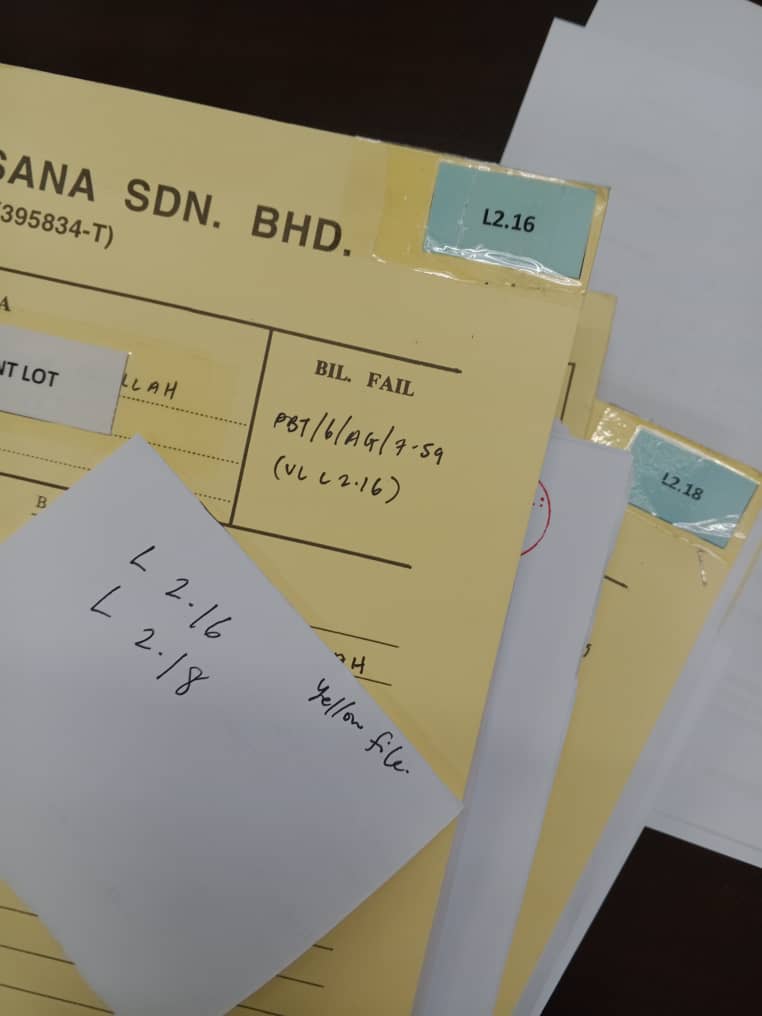 SANA SDN. BHD.
(395834-T)
L2.16
A
NT LOT
LLAH
BIL. FAIL
PBT/6/AG/7-59
(VL L2.16)
B
L2.18
L 2.16
L 2.18
AH
Yellow file.